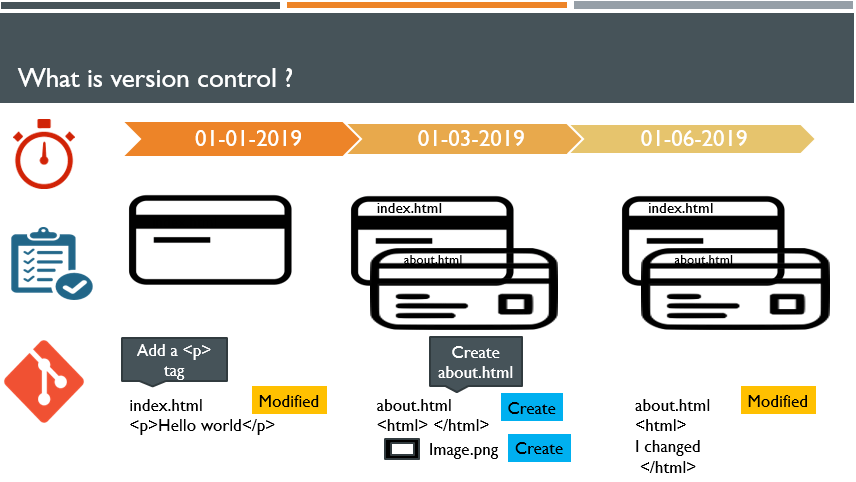 What is version control ?
01-01-2019
01-03-2019
01-06-2019
index.html
about.html
index.html
about.html
Add a <p>
tag
index.html
Modified
<p>Hello world</p>
Create
about.html
about.html
Create
<html> </html>
Image.png
Create
about.html
Modified
<html>
I changed
</html>